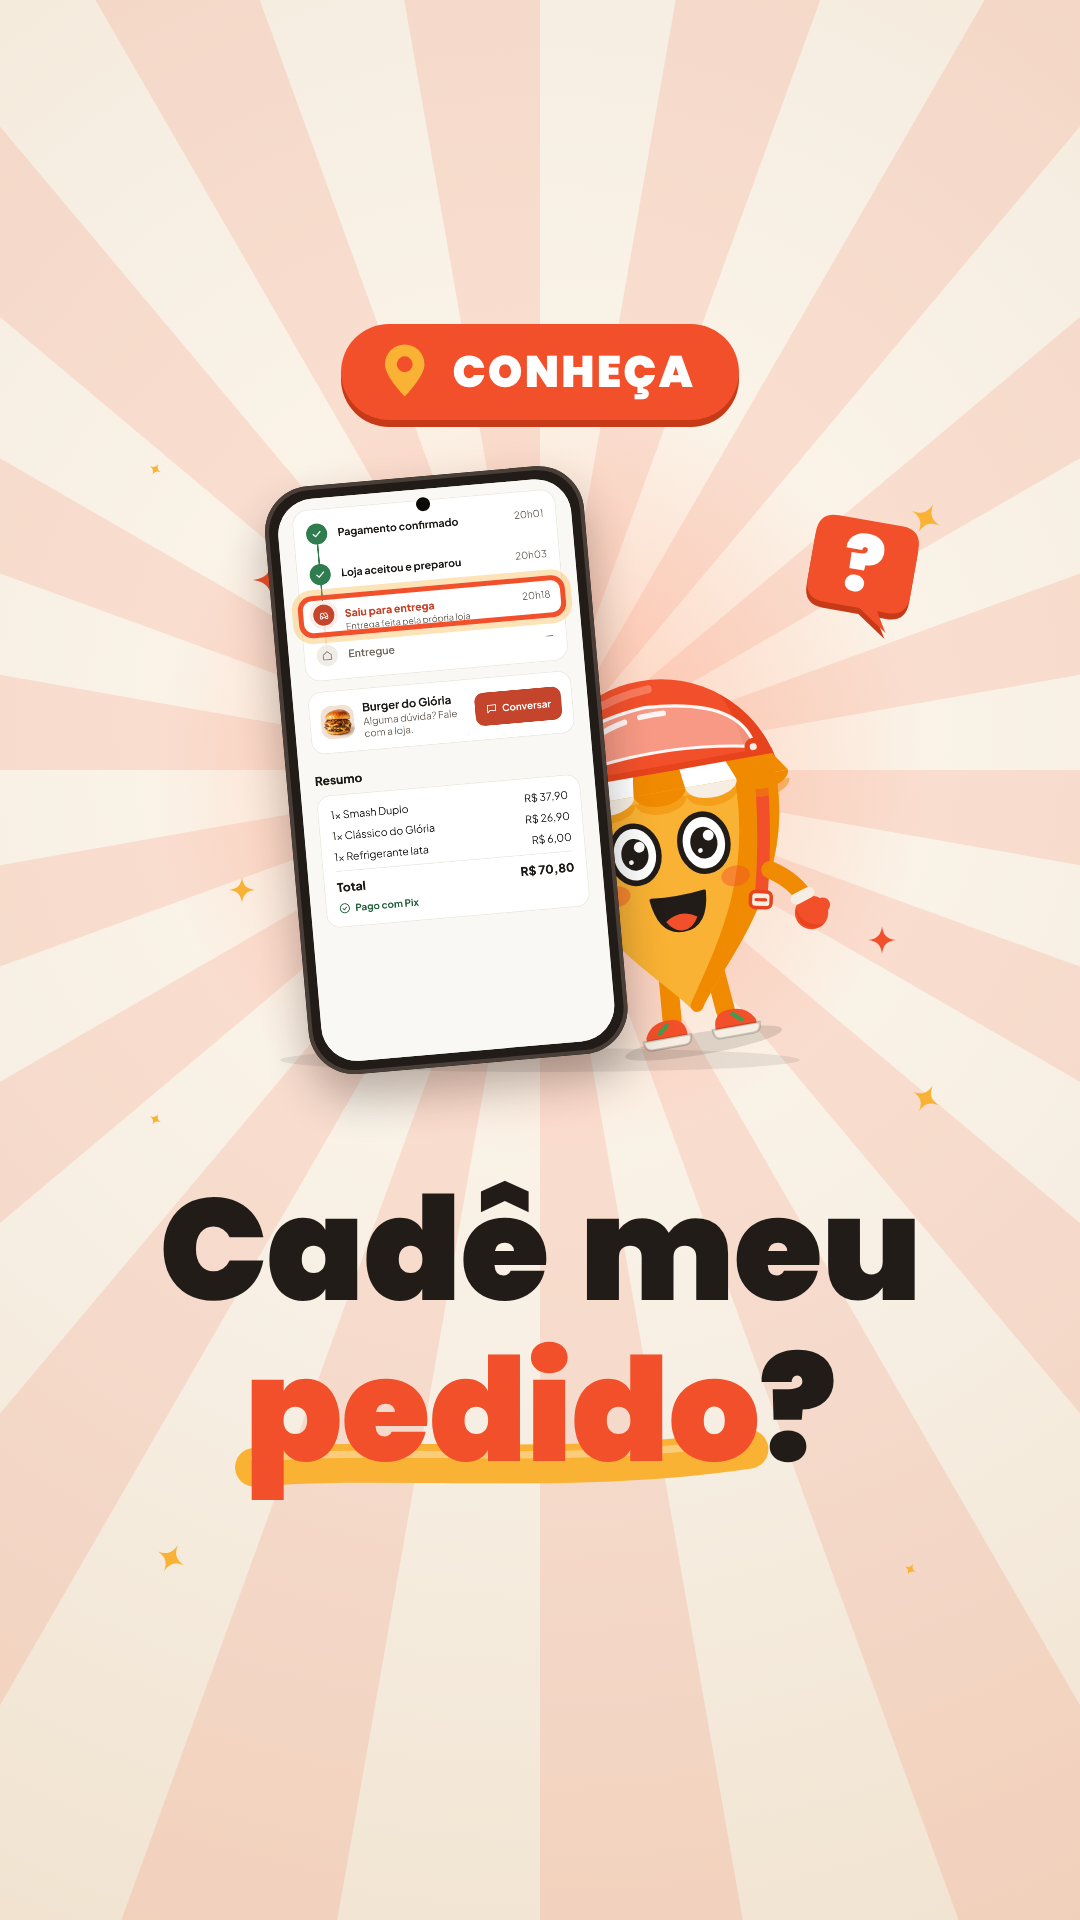 CONHEÇA
Pagamento confirmado 20h01
Loja aceitou e preparou 20h03
Saiu para entrega 20h18
Entrega feita pela própria loja
Entregue —
Burger do Glória
Alguma dúvida? Fale
com a loja.
Conversar
Resumo
1x Smash Duplo R$ 37,90
1x Clássico do Glória R$ 26,90
1x Refrigerante lata R$ 6,00
Total R$ 70,80
Pago com Pix
?
Cadê meu
pedido?